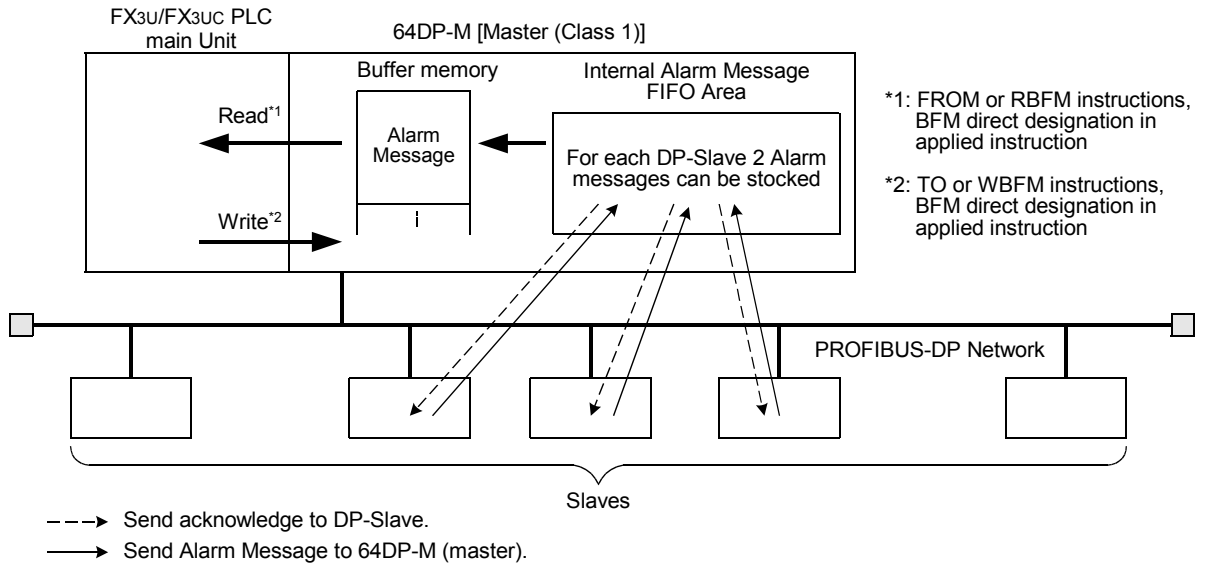 FX3U/FX3UC PLC
main Unit
64DP-M [Master (Class 1)]
Buffer memory
Internal Alarm Message
FIFO Area
Read*1
Alarm
Message
For each DP-Slave 2 Alarm
messages can be stocked
Write*2
*1: FROM or RBFM instructions,
BFM direct designation in
applied instruction
*2: TO or WBFM instructions,
BFM direct designation in
applied instruction
PROFIBUS-DP Network
Slaves
Send acknowledge to DP-Slave.
Send Alarm Message to 64DP-M (master).